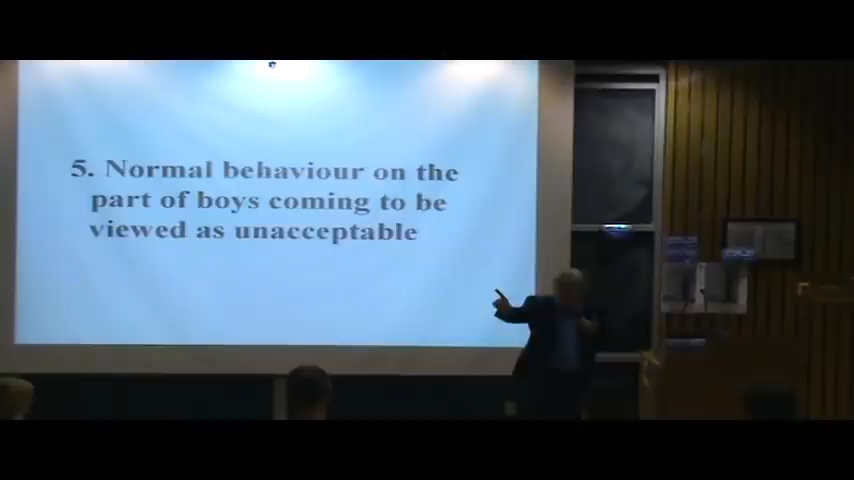 5. Normal behaviour on the
part of boys coming to be
viewed as unacceptable